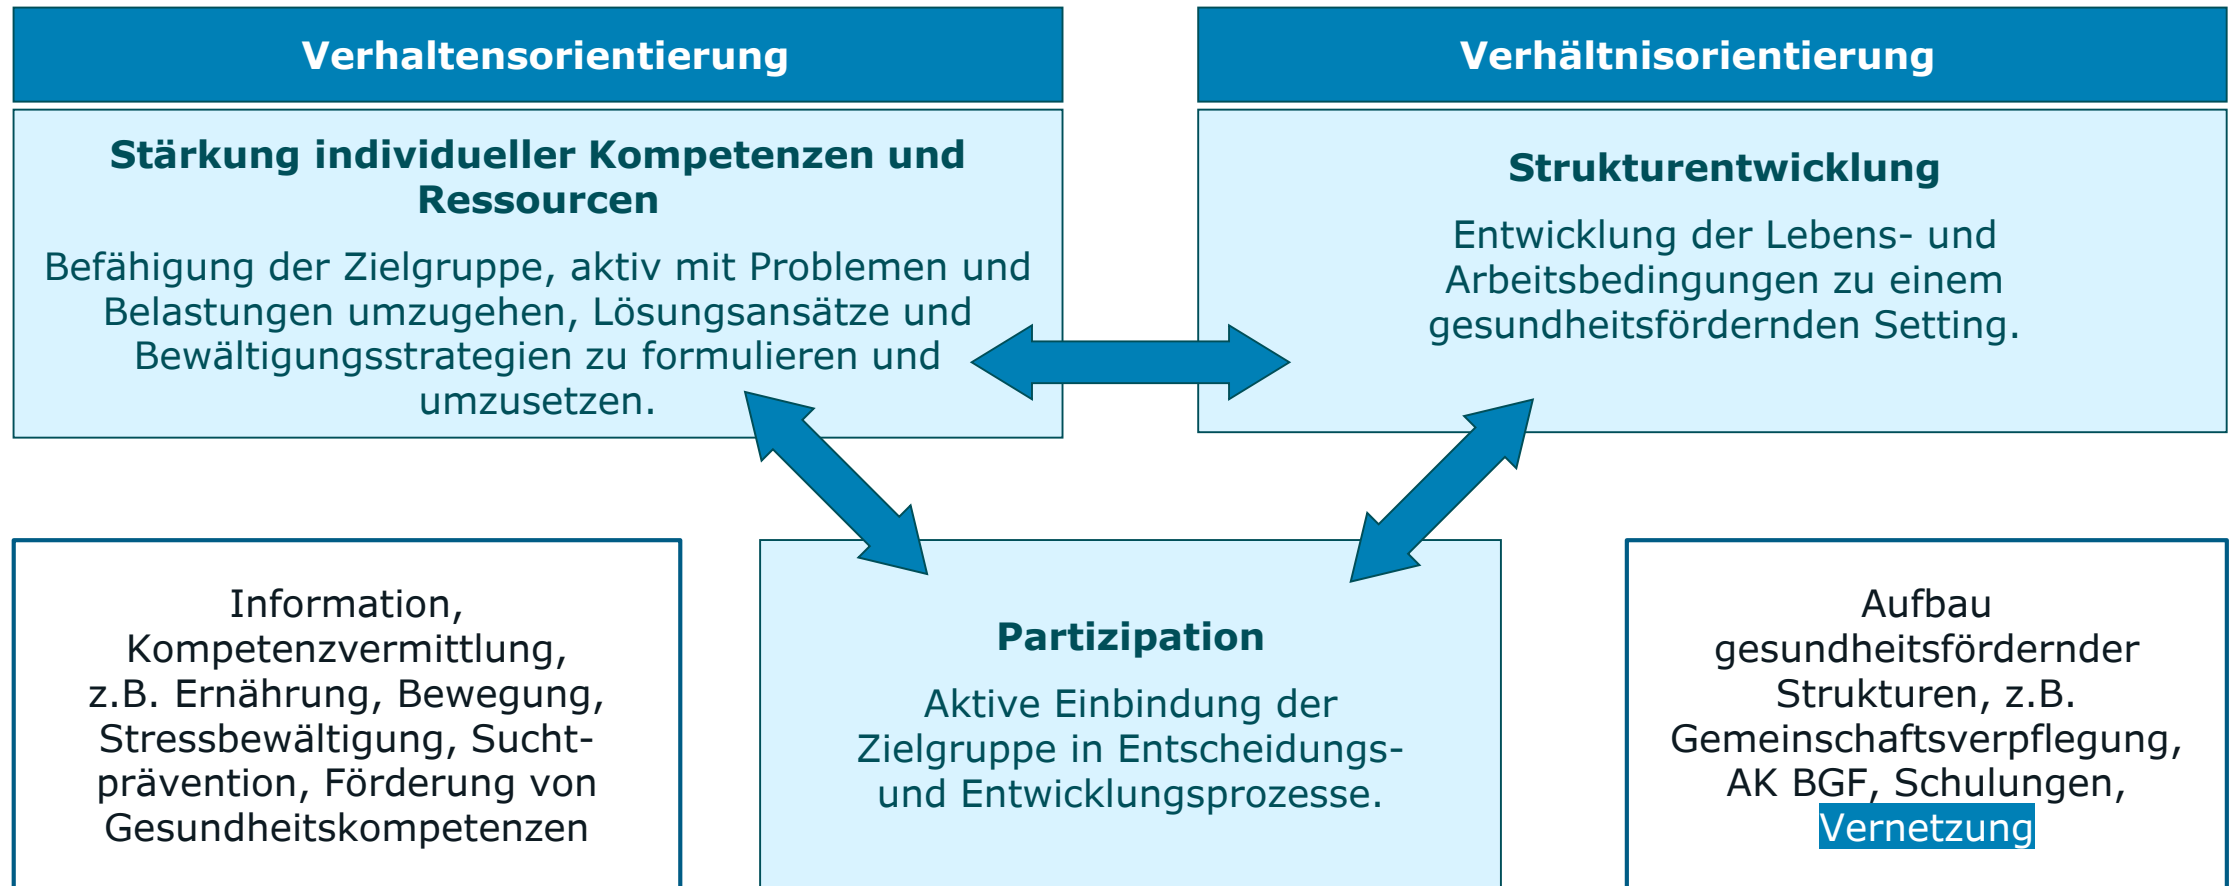 Verhaltensorientierung
Stärkung individueller Kompetenzen und
Ressourcen
Befähigung der Zielgruppe, aktiv mit Problemen und
Belastungen umzugehen, Lösungsansätze und
Bewältigungsstrategien zu formulieren und
umzusetzen.
Verhältnisorientierung
Strukturentwicklung
Entwicklung der Lebens- und
Arbeitsbedingungen zu einem
gesundheitsfördernden Setting.
Information,
Kompetenzvermittlung,
z.B. Ernährung, Bewegung,
Stressbewältigung, Sucht-
prävention, Förderung von
Gesundheitskompetenzen
Partizipation
Aktive Einbindung der
Zielgruppe in Entscheidungs-
und Entwicklungsprozesse.
Aufbau
gesundheitsfördernder
Strukturen, z.B.
Gemeinschaftsverpflegung,
AK BGF, Schulungen,
Vernetzung